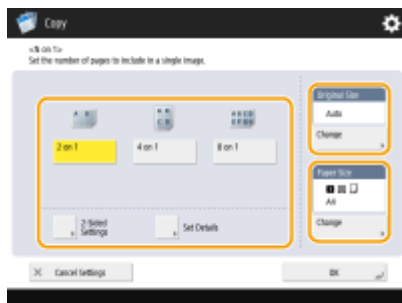 Copy
<N on 1>
Set the number of pages to include in a single image.
2 on 1
4 on 1
8 on 1
2-Sided
Settings
Set Details
Original Size
Auto
Change
Paper Size
A4
Change
Cancel Settings
OK